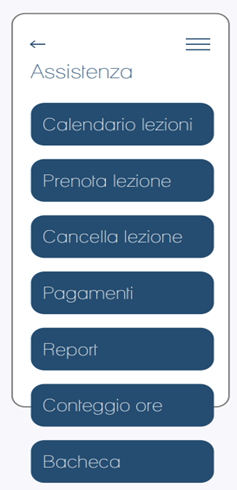 Assistenza
Calendario lezioni
Prenota lezione
Cancella lezione
Pagamenti
Report
Conteggio ore
Bacheca